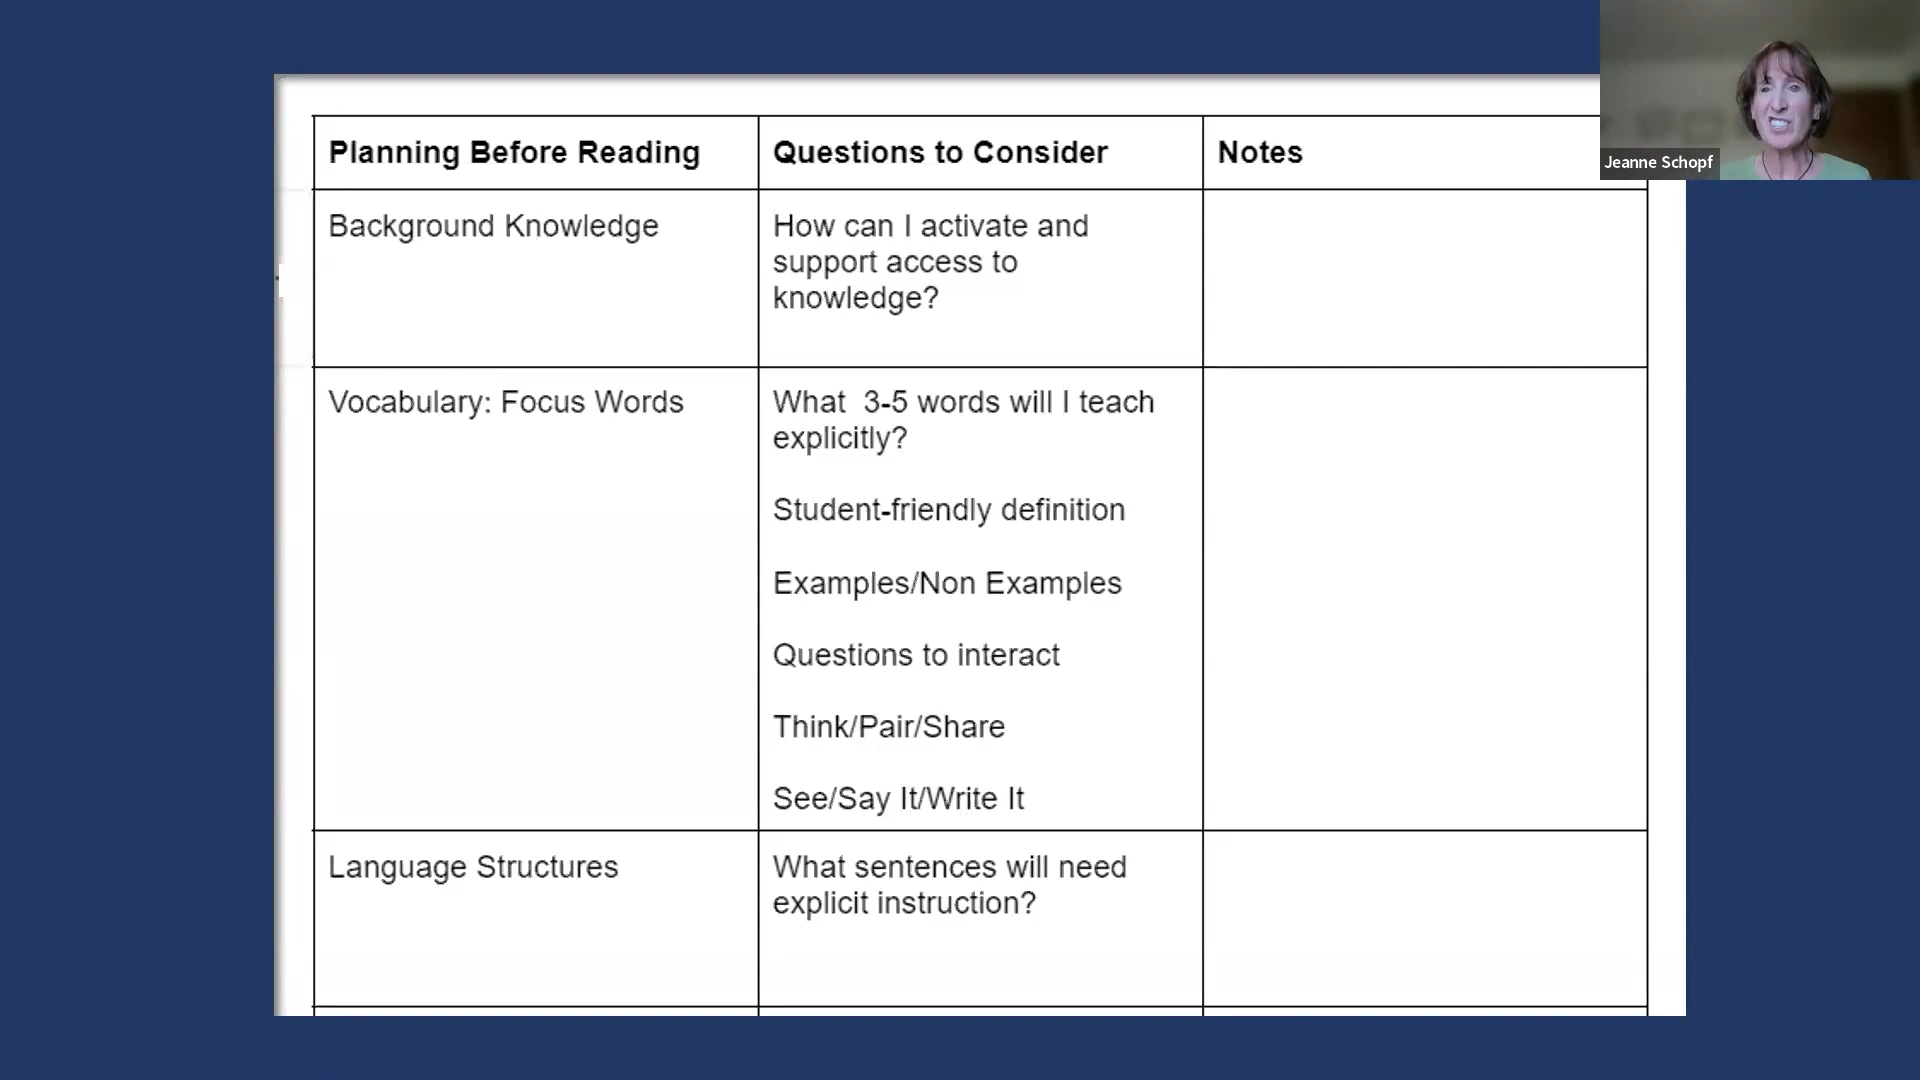 Planning Before Reading
Questions to Consider
Notes
Jeanne Schopf
Background Knowledge
How can I activate and
support access to
knowledge?
Vocabulary: Focus Words
What  3-5 words will I teach
explicitly?
Student-friendly definition
Examples/Non Examples
Questions to interact
Think/Pair/Share
See/Say It/Write It
Language Structures
What sentences will need
explicit instruction?